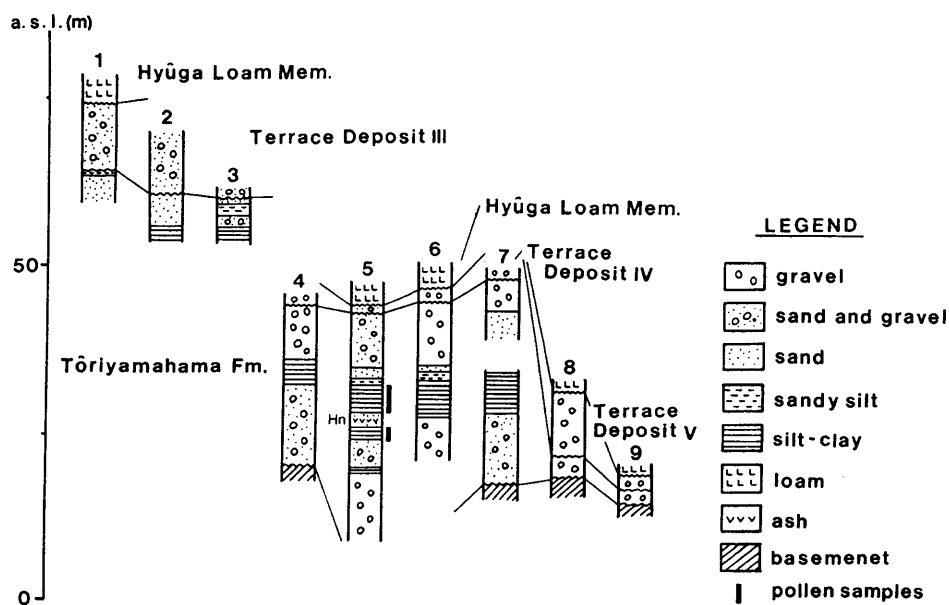 a. s. l. (m)
1
Hyûga Loam Mem.
2
Terrace Deposit III
3
Hyûga Loam Mem.
LEGEND
50
4
5
6
7
Terrace
Deposit IV
gravel
sand and gravel
Tôriyamahama Fm.
sand
8
sandy silt
Hn
Terrace
Deposit V
silt-clay
9
loam
ash
basemenet
pollen samples
0